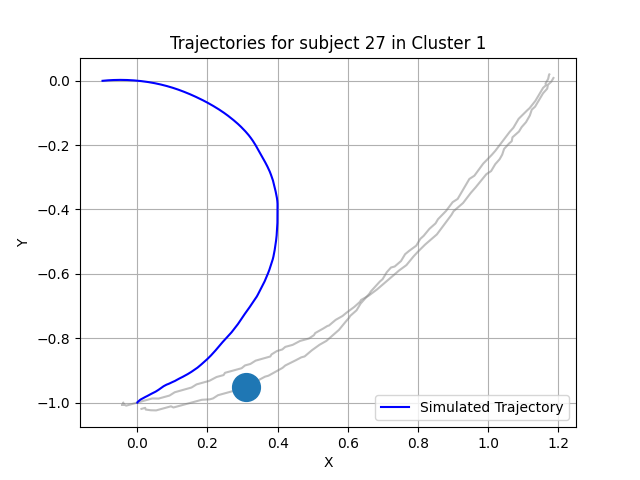 Trajectories for subject 27 in Cluster 1
Y
0.0
−0.2
−0.4
−0.6
−0.8
−1.0
Simulated Trajectory
0.0 0.2 0.4 0.6 0.8 1.0 1.2
X